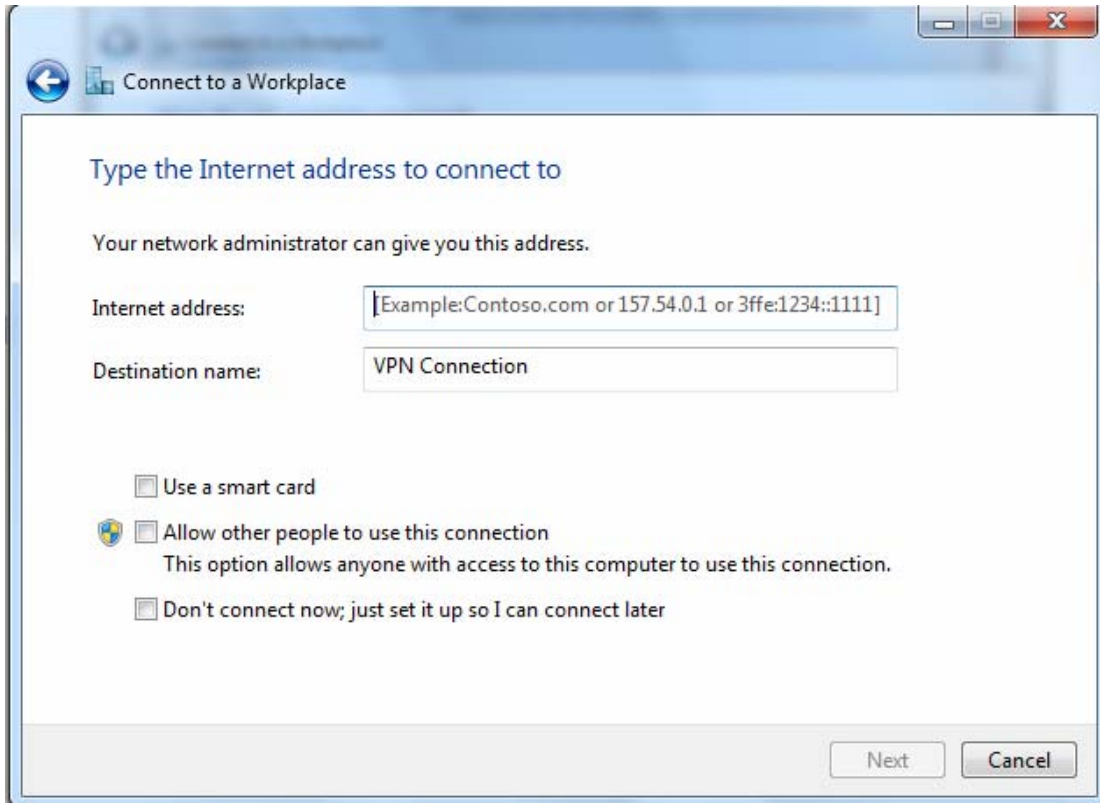 Connect to a Workplace
Type the Internet address to connect to
Your network administrator can give you this address.
Internet address: [Example:Contoso.com or 157.54.0.1 or 3ffe:1234::1111]
Destination name: VPN Connection
Use a smart card
Allow other people to use this connection
This option allows anyone with access to this computer to use this connection.
Don't connect now; just set it up so I can connect later
Next Cancel